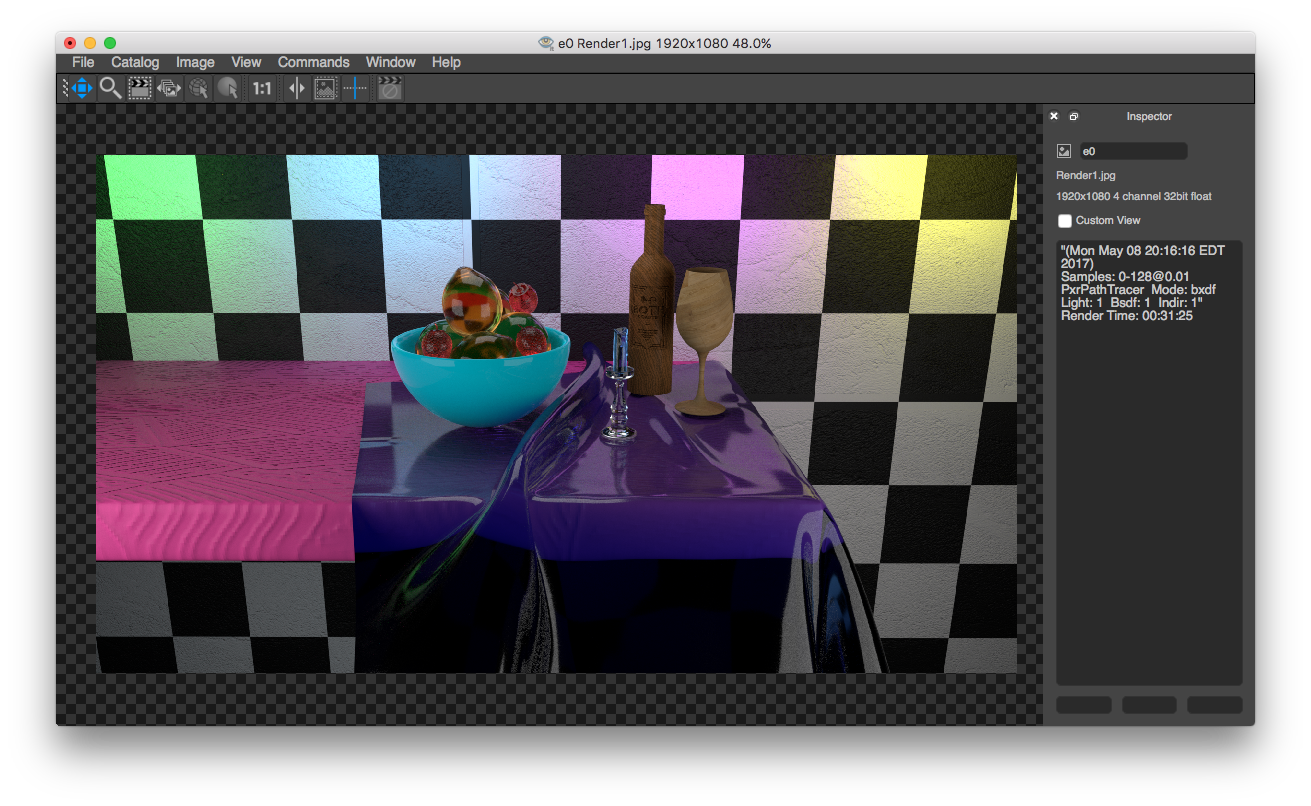 e0 Render1.jpg 1920x1080 48.0%
File Catalog Image View Commands Window Help
1:1
Inspector
e0
Render1.jpg
1920x1080 4 channel 32bit float
Custom View
"(Mon May 08 20:16:16 EDT
2017)
Samples: 0-128@0.01
PxrPathTracer Mode: bxdf
Light: 1 Bsdf: 1 Indir: 1"
Render Time: 00:31:25